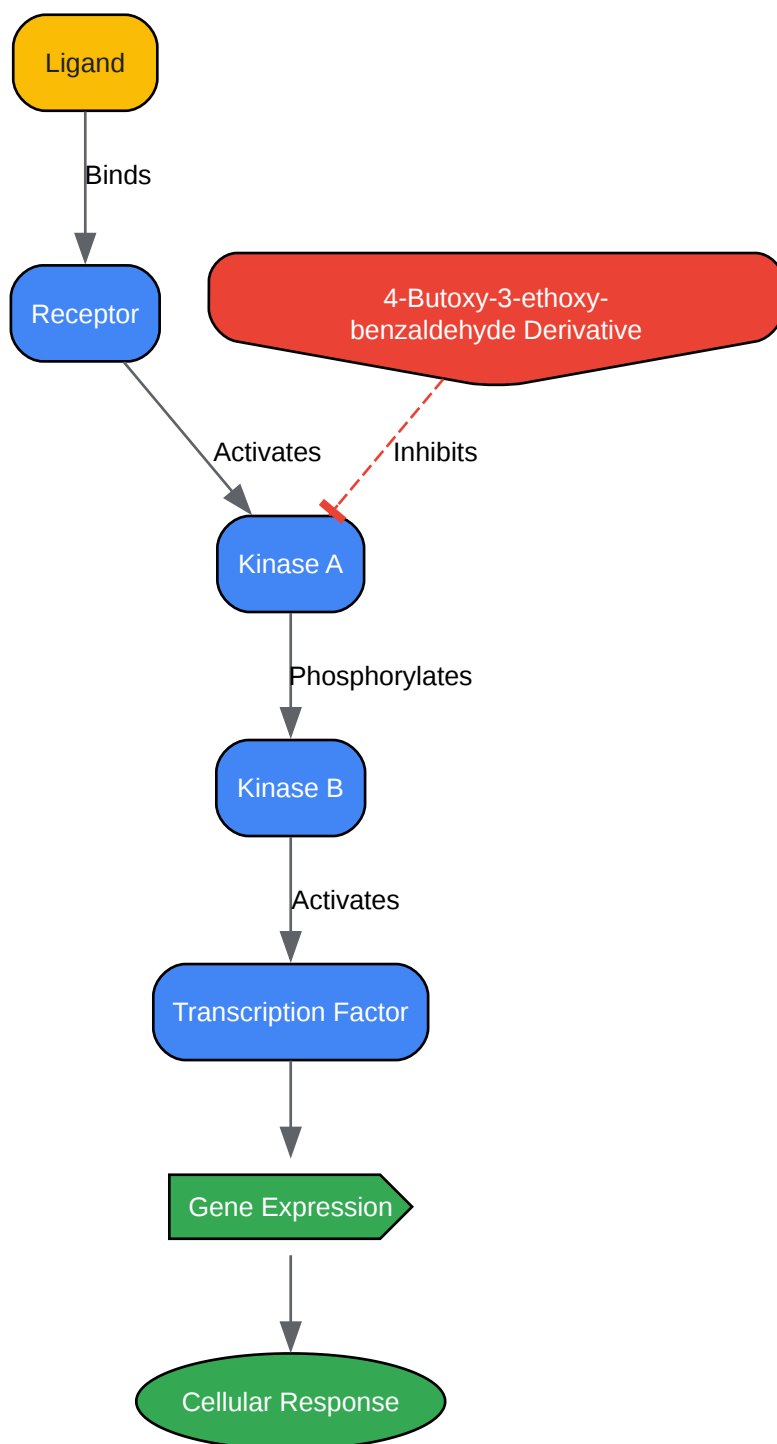 Ligand
Binds
Receptor
4-Butoxy-3-ethoxy-
benzaldehyde Derivative
Activates
Inhibits
Kinase A
Phosphorylates
Kinase B
Activates
Transcription Factor
Gene Expression
Cellular Response